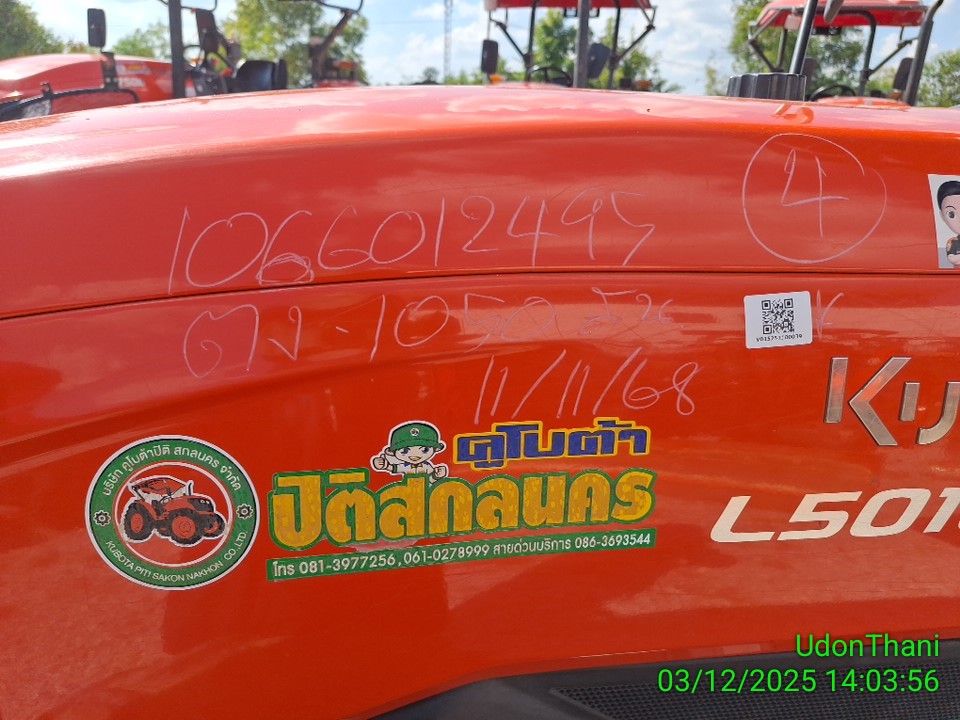 1066012495
4
ตง - 1050
11/11/68
KU
L501
บริษัท คูโบต้าปิติ สกลนคร จำกัด
KUBOTA PITI SAKON NAKHON CO.,LTD.
คูโบต้า
ปิติสกลนคร
โทร 081-3977256,061-0278999 สายด่วนบริการ 086-3693544
UdonThani
03/12/2025 14:03:56